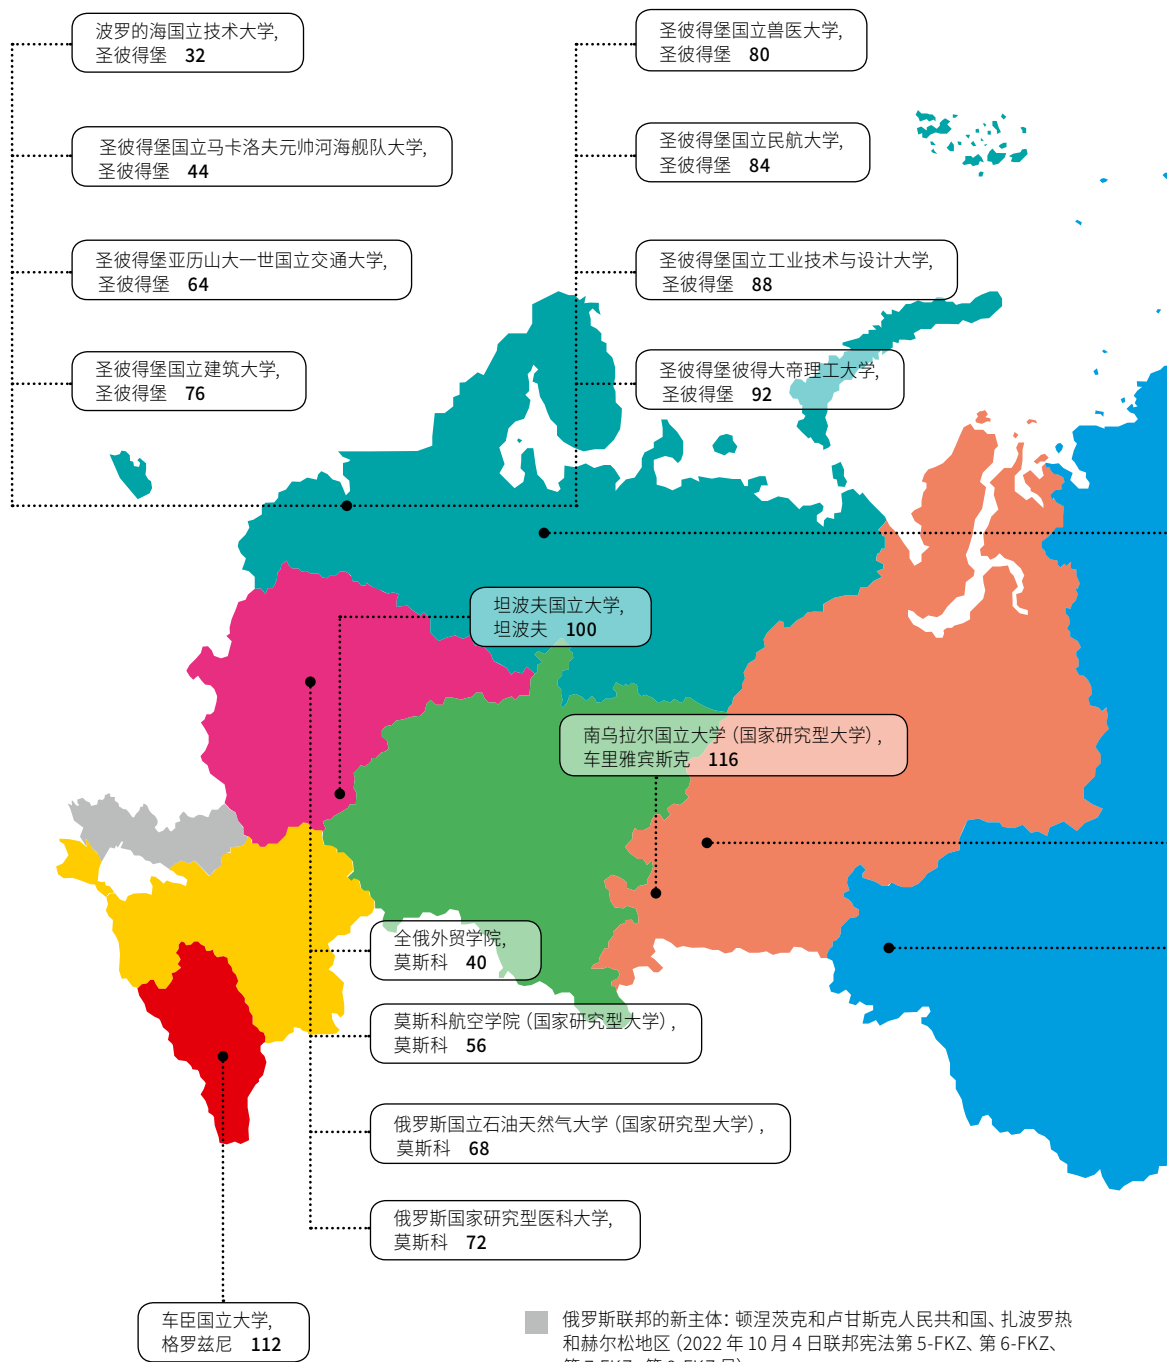 波罗的海国立技术大学,
圣彼得堡 32
圣彼得堡国立马卡洛夫元帅河海舰队大学,
圣彼得堡 44
圣彼得堡亚历山大一世国立交通大学,
圣彼得堡 64
圣彼得堡国立建筑大学,
圣彼得堡 76
圣彼得堡国立兽医大学,
圣彼得堡 80
圣彼得堡国立民航大学,
圣彼得堡 84
圣彼得堡国立工业技术与设计大学,
圣彼得堡 88
圣彼得堡彼得大帝理工大学,
圣彼得堡 92
坦波夫国立大学,
坦波夫 100
南乌拉尔国立大学（国家研究型大学）,
车里雅宾斯克 116
全俄外贸学院,
莫斯科 40
莫斯科航空学院（国家研究型大学）,
莫斯科 56
俄罗斯国立石油天然气大学（国家研究型大学）,
莫斯科 68
俄罗斯国家研究型医科大学,
莫斯科 72
车臣国立大学,
格罗兹尼 112
俄罗斯联邦的新主体：顿涅茨克和卢甘斯克人民共和国、扎波罗热
和赫尔松地区（2022 年 10 月 4 日联邦宪法第 5-FKZ、第 6-FKZ、